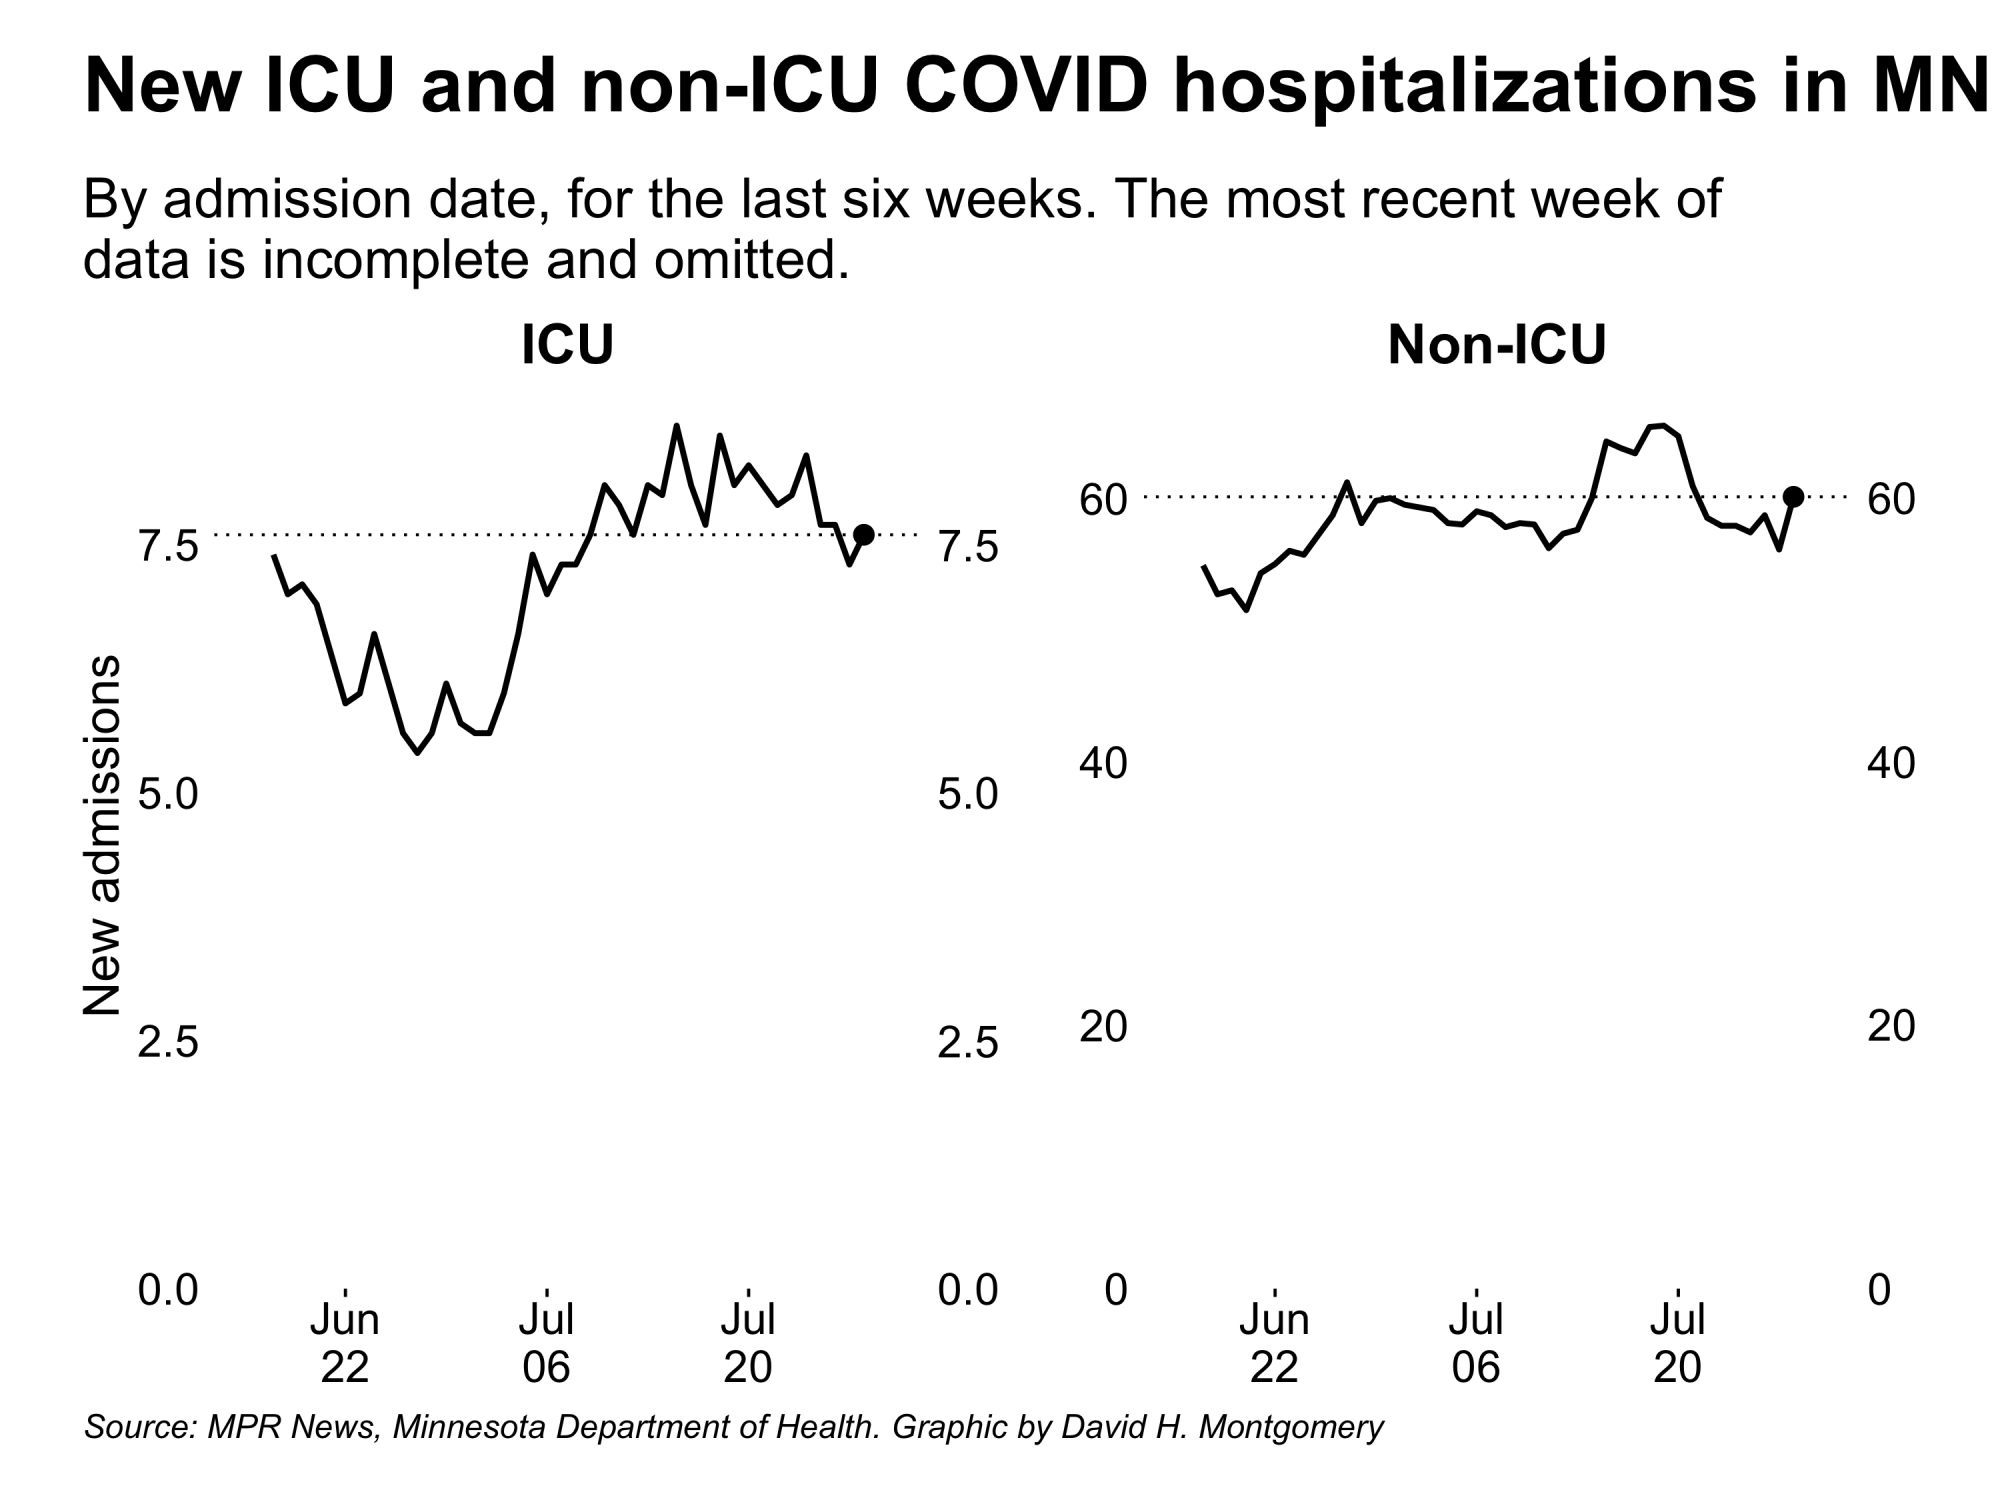 New ICU and non-ICU COVID hospitalizations in MN
By admission date, for the last six weeks. The most recent week of
data is incomplete and omitted.
ICU
New admissions
7.5
5.0
2.5
0.0
7.5
5.0
2.5
0.0
Jun
22
Jul
06
Jul
20
Non-ICU
60
40
20
0
60
40
20
0
Jun
22
Jul
06
Jul
20
Source: MPR News, Minnesota Department of Health. Graphic by David H. Montgomery